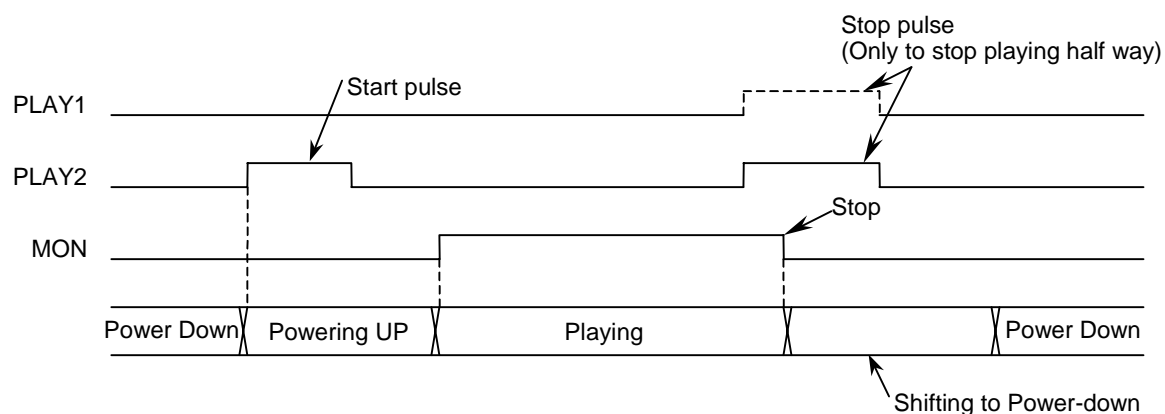 Stop pulse
(Only to stop playing half way)
Start pulse
PLAY1
PLAY2
Stop
MON
Power Down
Powering UP
Playing
Power Down
Shifting to Power-down